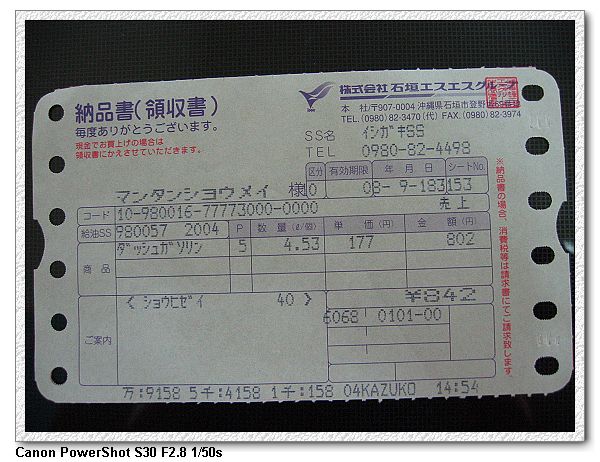 納品書(領収書)
毎度ありがとうございます。
現金でお買上げの場合は
領収書にかえさせていただきます。
株式会社 石垣エスエスグループ
本 社/〒907-0004 沖縄県石垣市登野
TEL.(0980)82-3470(代) FAX.(0980)82-3974
SS名 イシガキSS
TEL 0980-82-4498
区分 有効期限 年 月 日 シートNo
マンタンショウメイ 様 0 08- 9-18 3153
コード 10-980016-77773000-0000 売上
給油SS 980057 2004 P 数 量(ℓ/個) 単 価(円) 金 額(円)
商 品 ダッシュガソリン 5 4.53 177 802
《 ショウヒゼイ 40 》 ¥842
6068 0101-00
ご案内
万:9158 5千:4158 1千:158 04KAZUKO 14:54
※納品書の場合、消費税等は請求書にてご請求致します。
Canon PowerShot S30 F2.8 1/50s